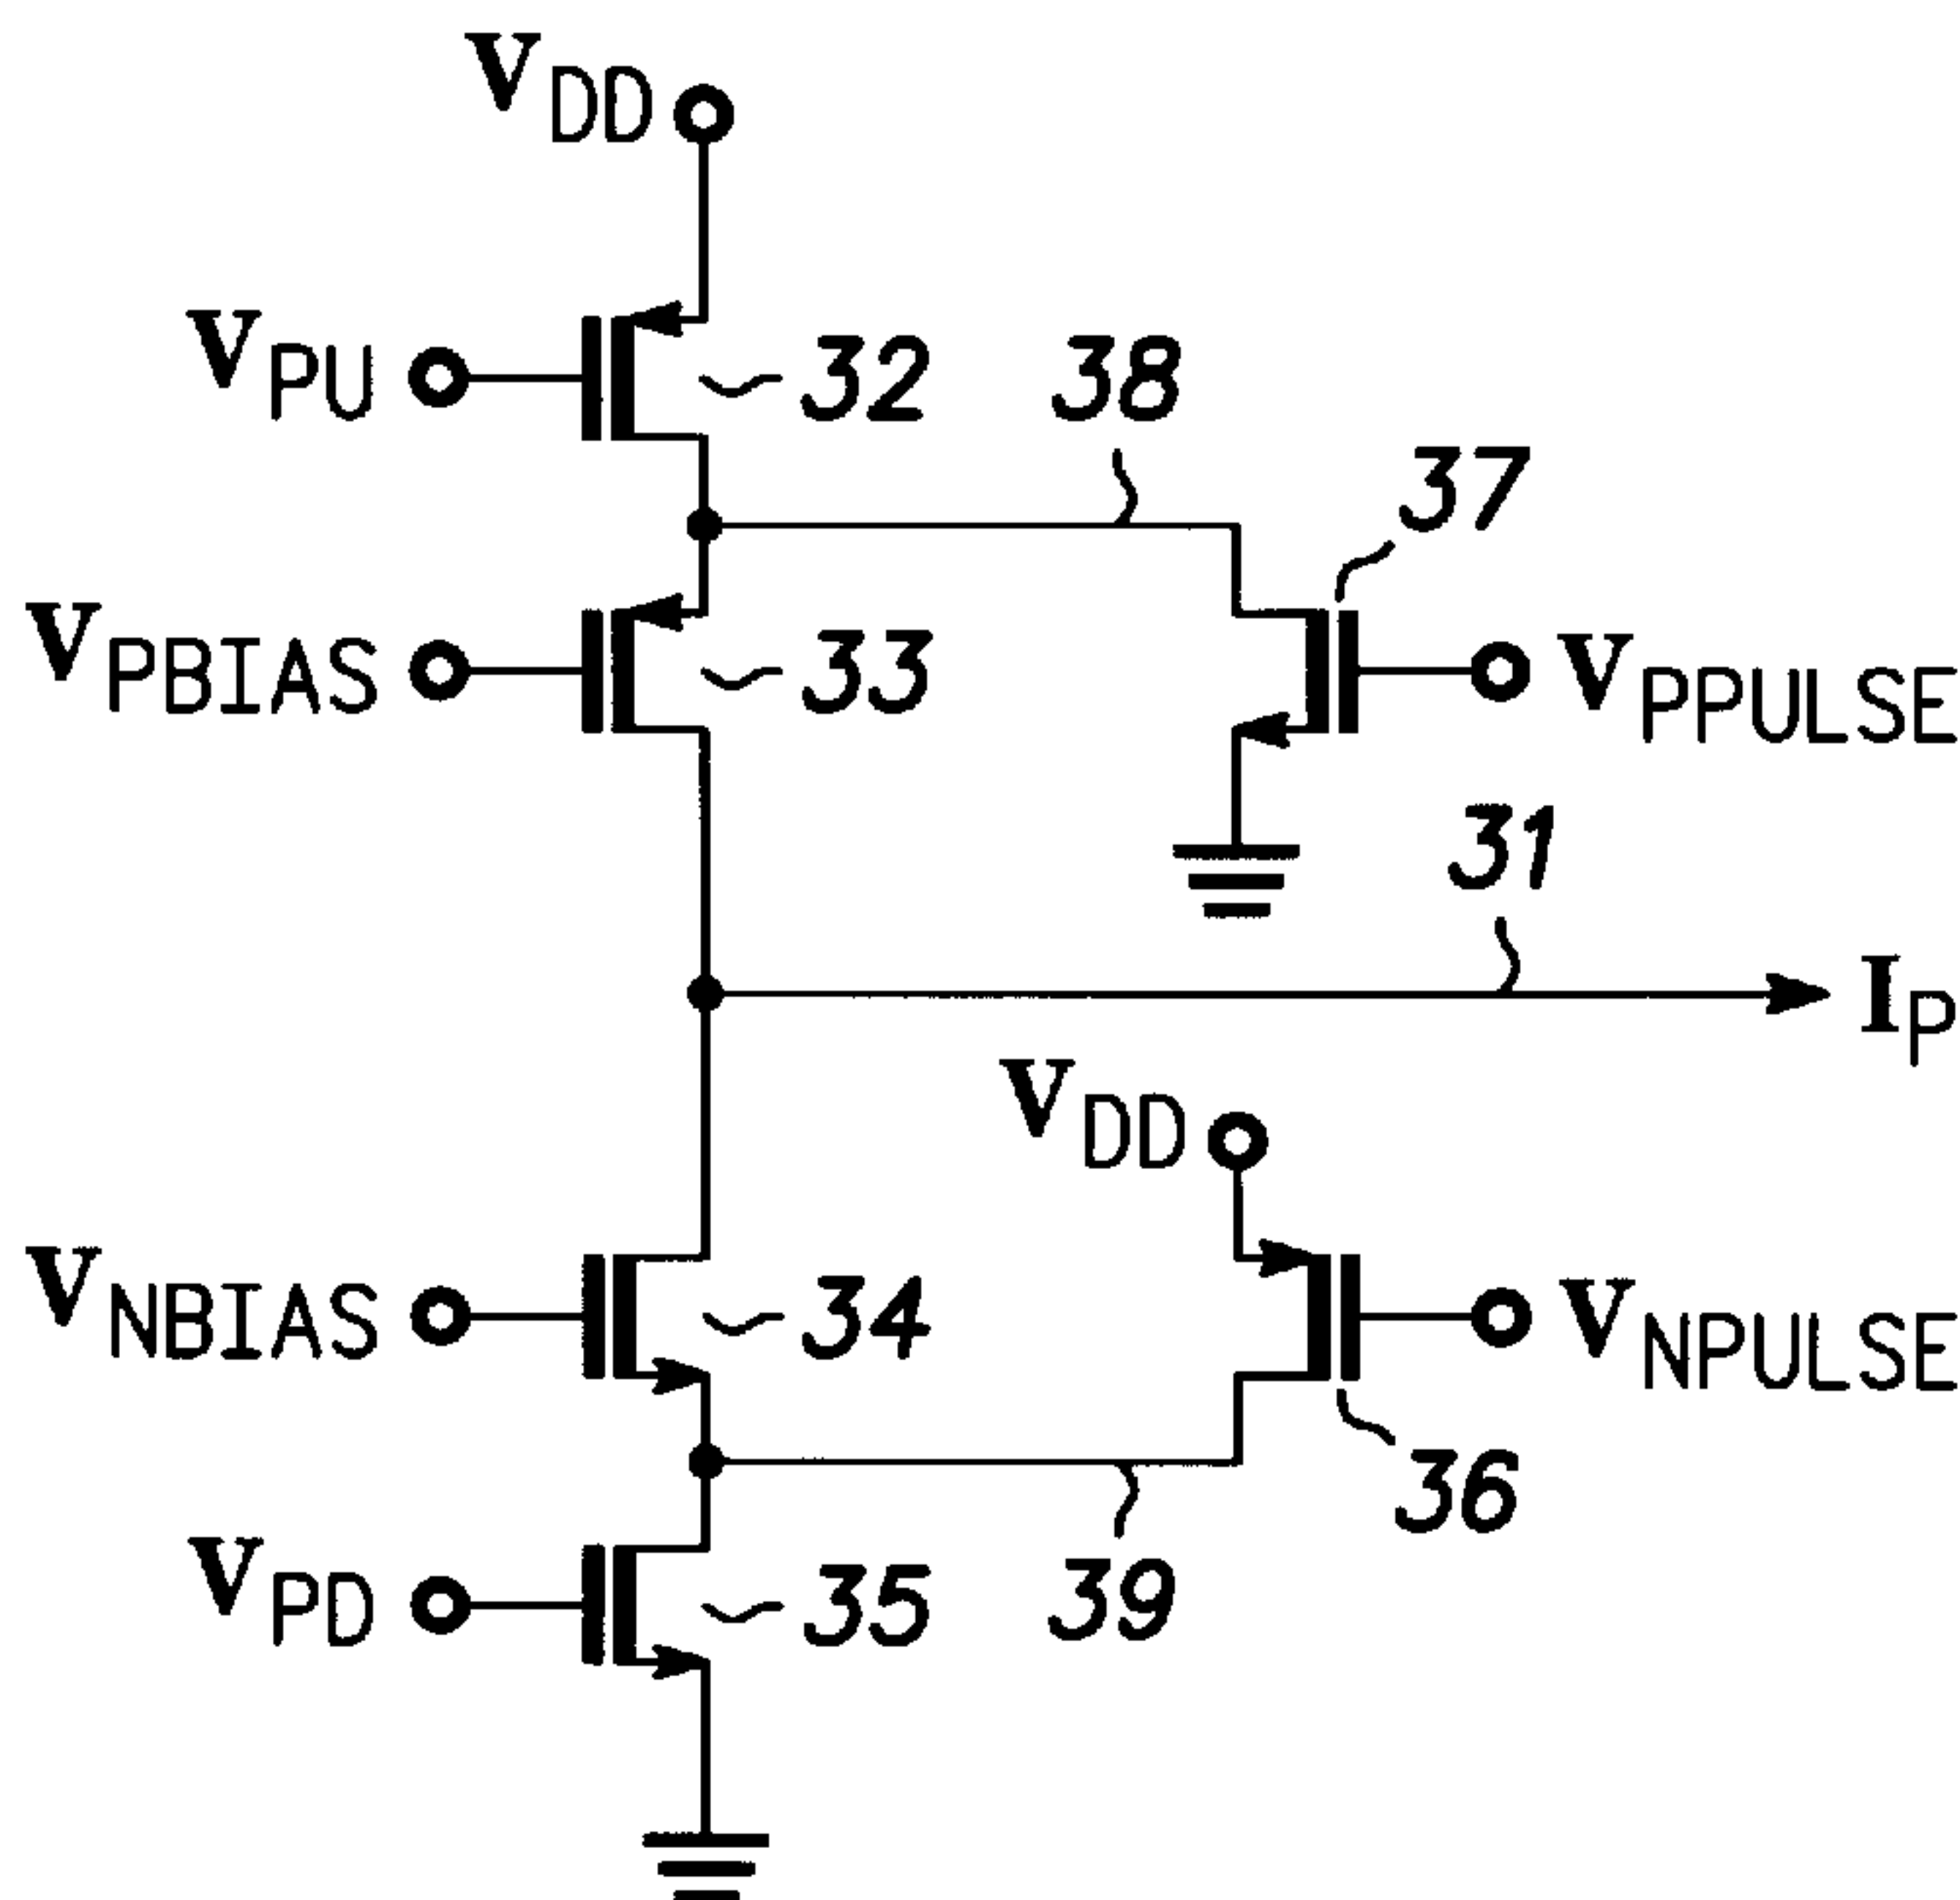 VDD
VPU
32
38
37
VPBIAS
33
VPPULSE
31
IP
VDD
VNBIAS
34
VNPULSE
36
VPD
35
39